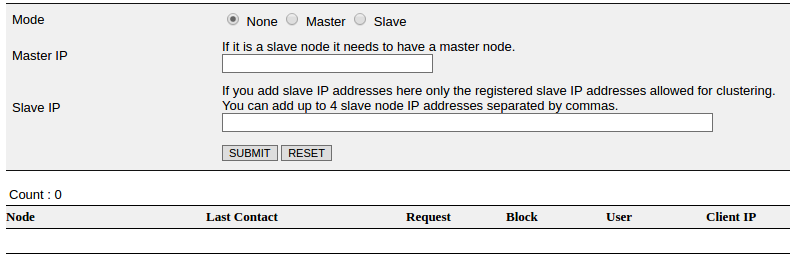 Mode None Master Slave
If it is a slave node it needs to have a master node.
Master IP
If you add slave IP addresses here only the registered slave IP addresses allowed for clustering.
Slave IP
You can add up to 4 slave node IP addresses separated by commas.
SUBMIT RESET
Count : 0
Node Last Contact Request Block User Client IP